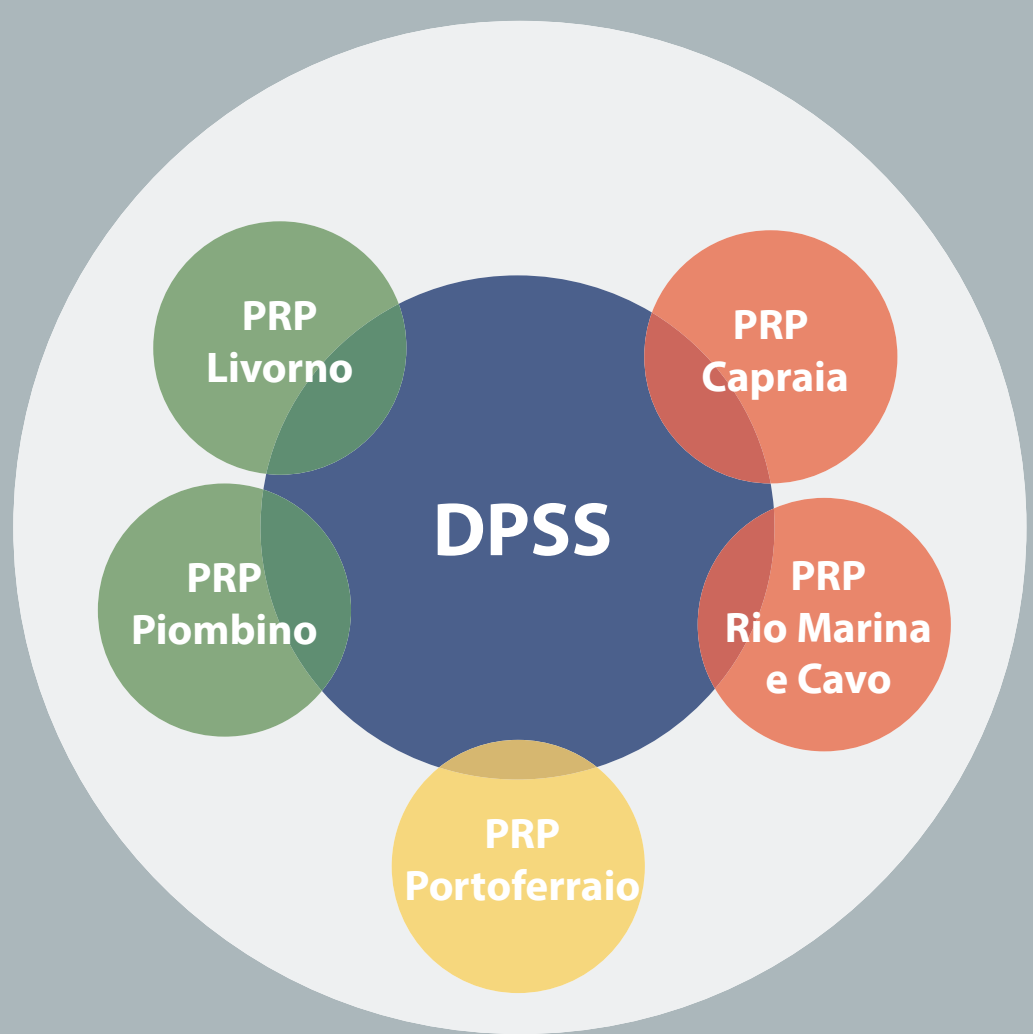 PRP
Livorno
PRP
Capraia
DPSS
PRP
Piombino
PRP
Rio Marina
e Cavo
PRP
Portoferraio